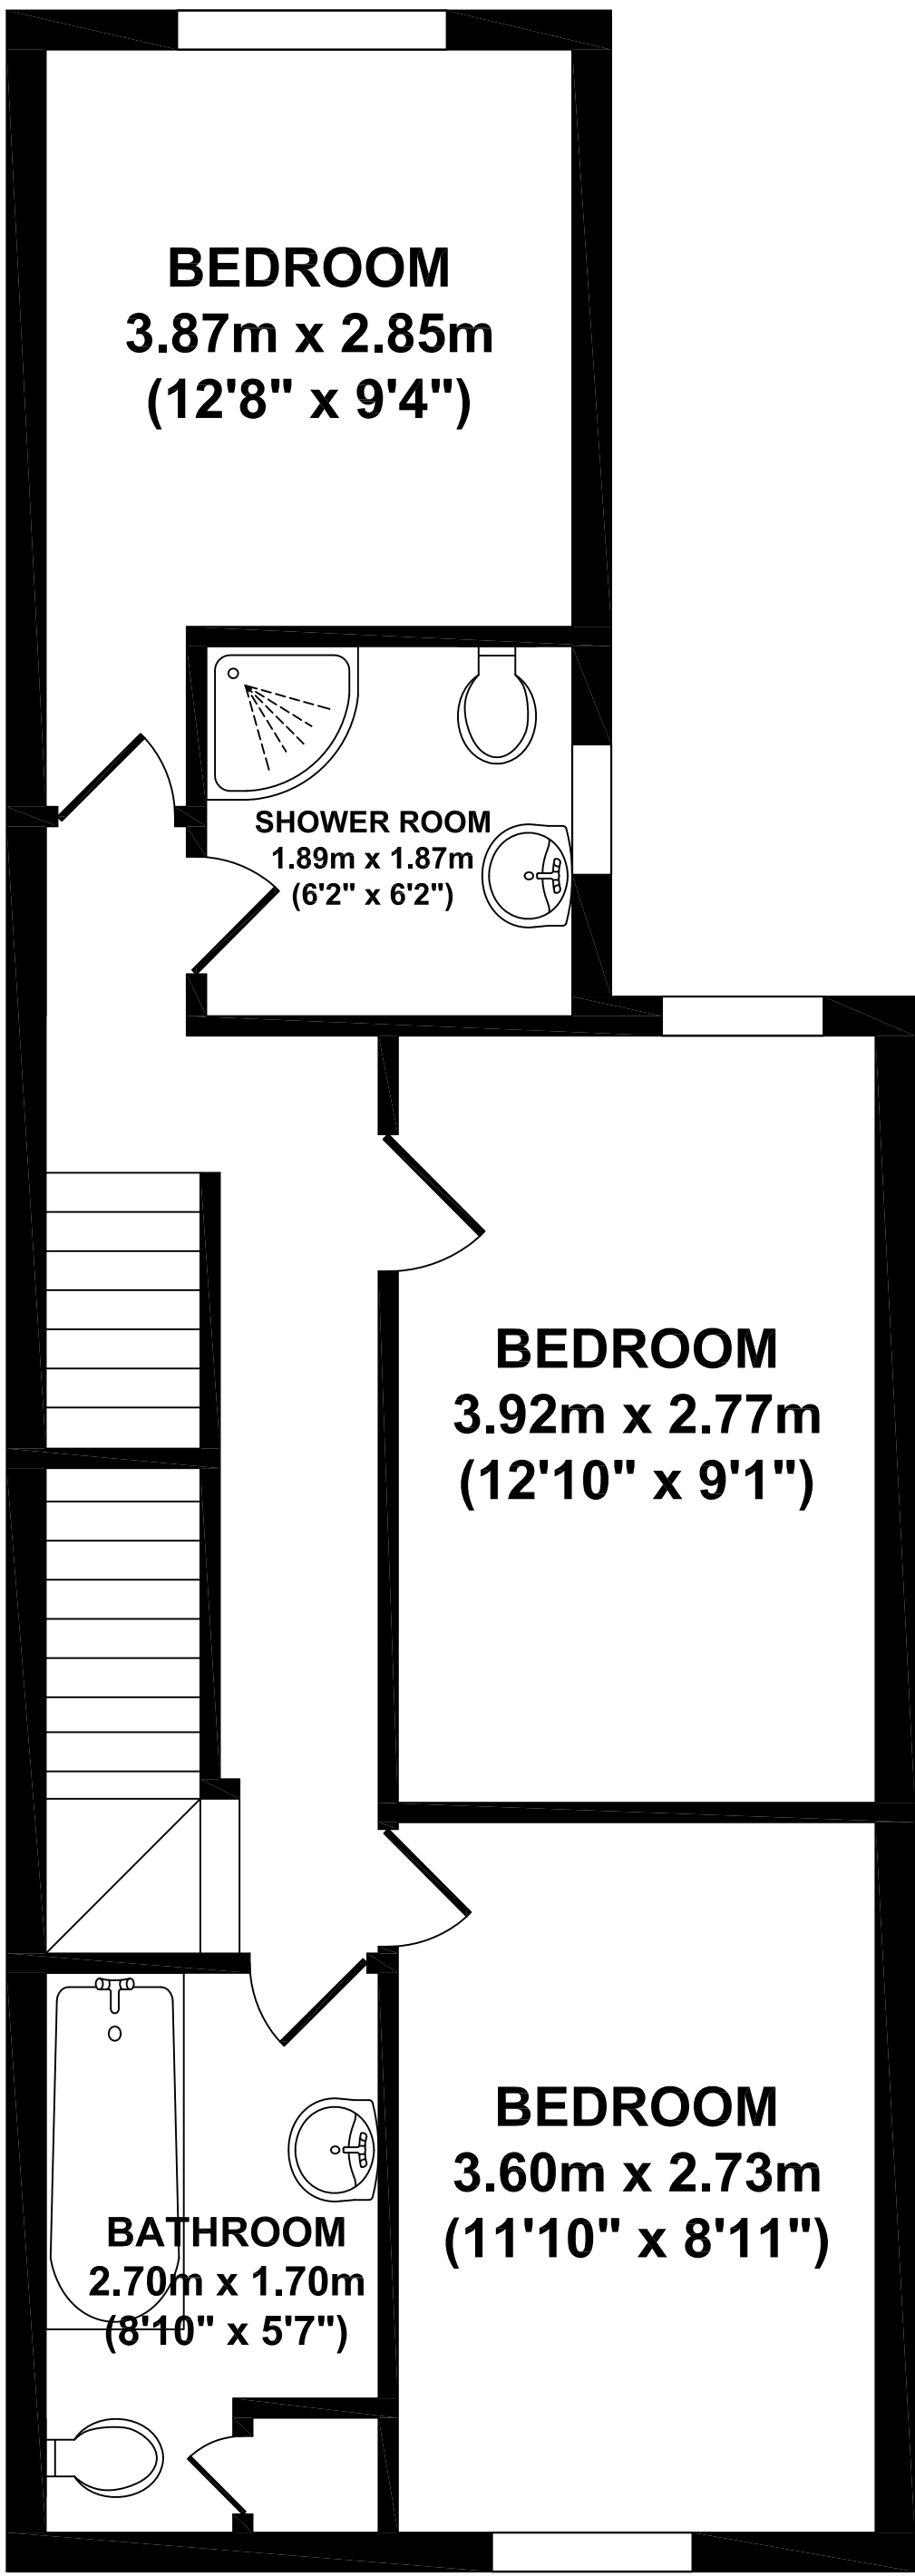 BEDROOM
3.87m x 2.85m
(12'8" x 9'4")
SHOWER ROOM
1.89m x 1.87m
(6'2" x 6'2")
BEDROOM
3.92m x 2.77m
(12'10" x 9'1")
BEDROOM
3.60m x 2.73m
(11'10" x 8'11")
BATHROOM
2.70m x 1.70m
(8'10" x 5'7")